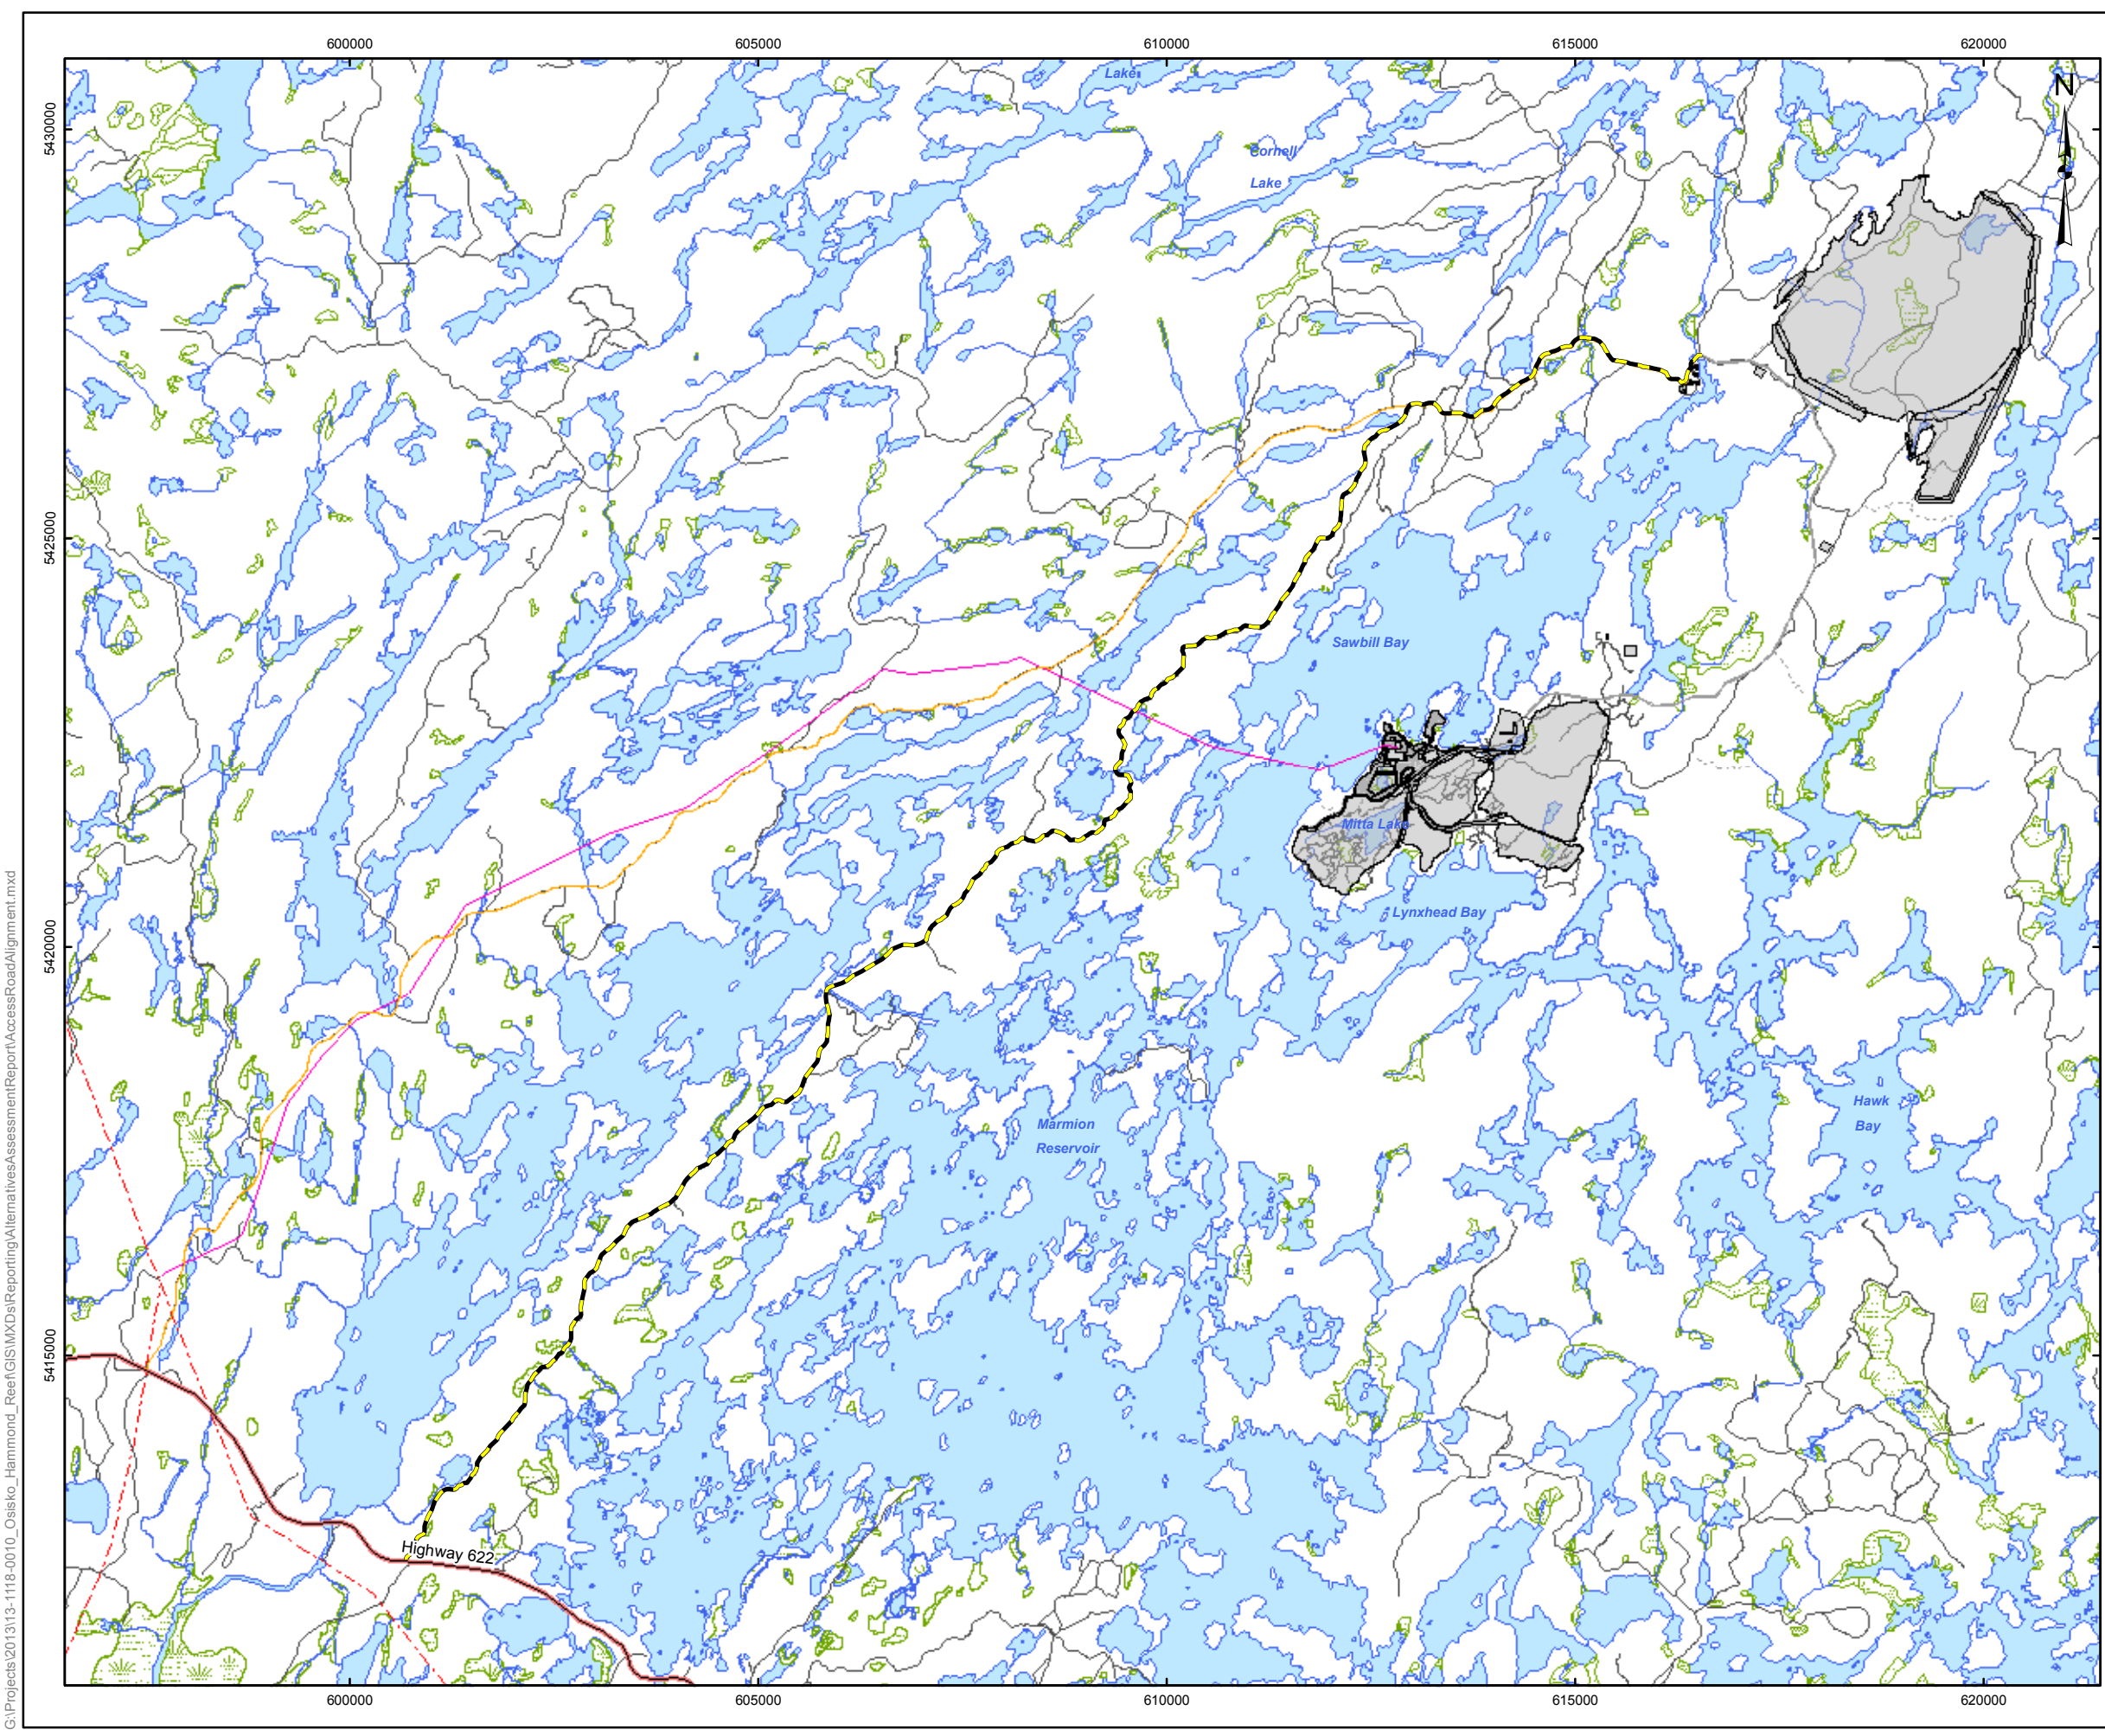 600000
605000
610000
615000
620000
5430000
5425000
5420000
5415000
N
Lake
Cornell
Lake
Sawbill Bay
Mitta Lake
Lynxhead Bay
Marmion
Reservoir
Hawk
Bay
Highway 622
600000
605000
610000
615000
620000
G:\Projects\2013\13-1118-0010_Osisko_Hammond_Reef\GIS\MXDs\Reporting\AlternativesAssessmentReport\AccessRoadAlignment.mxd